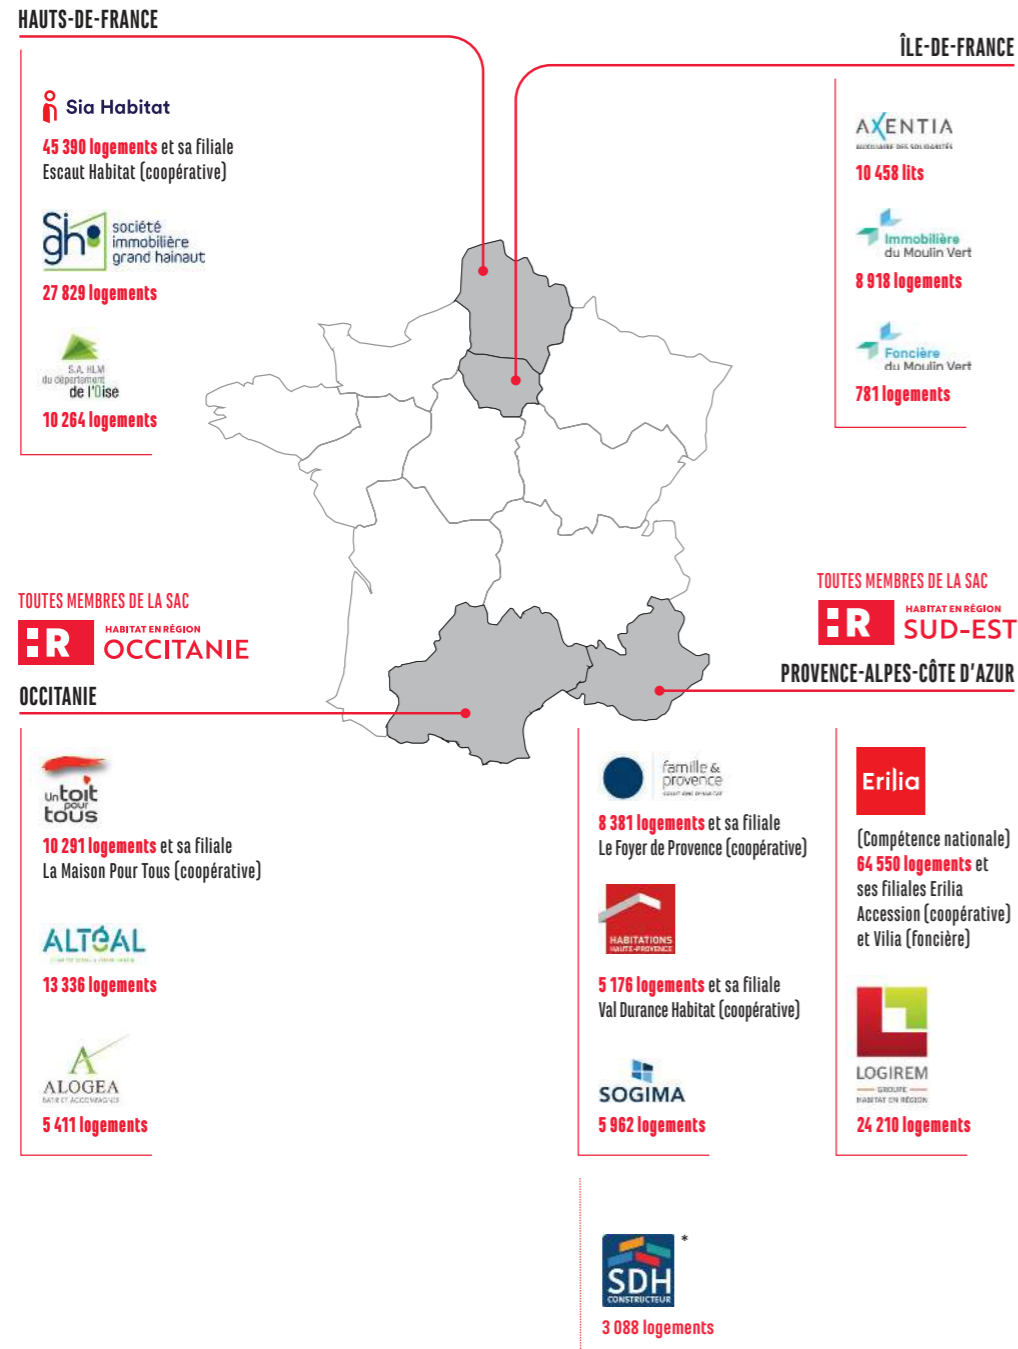 HAUTS-DE-FRANCE
Sia Habitat
45 390 logements et sa filiale
Escaut Habitat (coopérative)
Sigh
société
immobilière
grand hainaut
27 829 logements
S.A. HLM
du département
de l'Oise
10 264 logements
ÎLE-DE-FRANCE
AXENTIA
AUXILIAIRE DES SOLIDARITÉS
10 458 lits
Immobilière
du Moulin Vert
8 918 logements
Foncière
du Moulin Vert
781 logements
TOUTES MEMBRES DE LA SAC
HABITAT EN RÉGION
OCCITANIE
OCCITANIE
un toit
pour
tous
10 291 logements et sa filiale
La Maison Pour Tous (coopérative)
ALTÉAL
13 336 logements
ALOGEA
BATIR ET ACCOMPAGNER
5 411 logements
TOUTES MEMBRES DE LA SAC
HABITAT EN RÉGION
SUD-EST
PROVENCE-ALPES-CÔTE D'AZUR
famille &
provence
8 381 logements et sa filiale
Le Foyer de Provence (coopérative)
HABITATIONS
HAUTE-PROVENCE
5 176 logements et sa filiale
Val Durance Habitat (coopérative)
SOGIMA
5 962 logements
Erilia
(Compétence nationale)
64 550 logements et
ses filiales Erilia
Accession (coopérative)
et Vilia (foncière)
LOGIREM
GROUPE
HABITAT EN RÉGION
24 210 logements
SDH *
CONSTRUCTEUR
3 088 logements